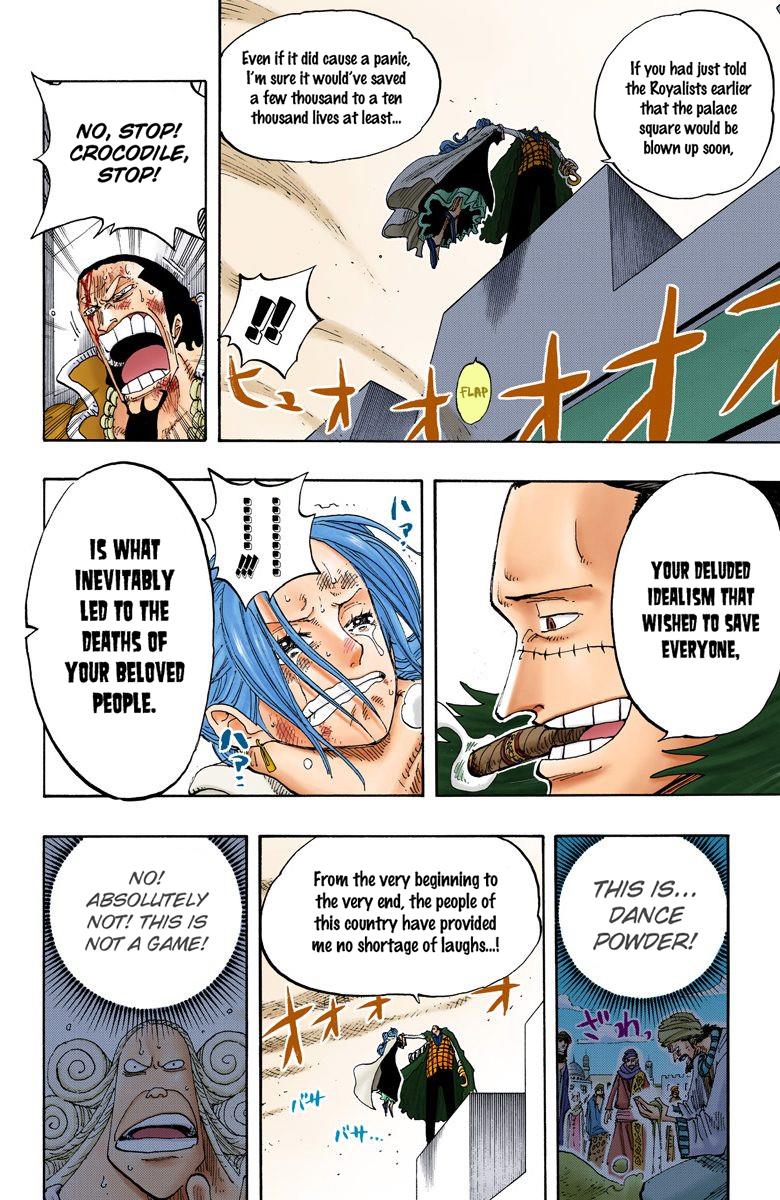 If you had just told
the Royalists earlier
that the palace
square would be
blown up soon,
Even if it did cause a panic,
I'm sure it would've saved
a few thousand to a ten
thousand lives at least...
!!
ヒュオオオオオ
FLAP
NO, STOP!
CROCODILE,
STOP!
YOUR DELUDED
IDEALISM THAT
WISHED TO SAVE
EVERYONE,
ハァ…
ハァ…
IS WHAT
INEVITABLY
LED TO THE
DEATHS OF
YOUR BELOVED
PEOPLE.
THIS IS...
DANCE
POWDER!
ざわっ
From the very beginning to
the very end, the people of
this country have provided
me no shortage of laughs...!
オオオオ
バサ
バサ…
NO!
ABSOLUTELY
NOT! THIS IS
NOT A GAME!